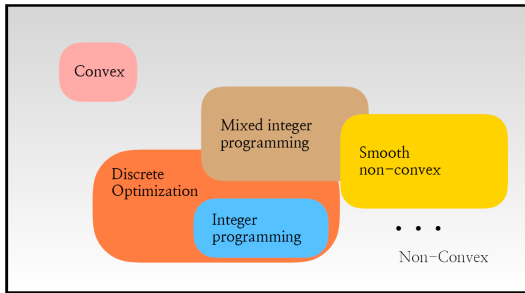 Convex
Mixed integer
programming
Smooth
non-convex
Discrete
Optimization
Integer
programming
• • •
Non-Convex